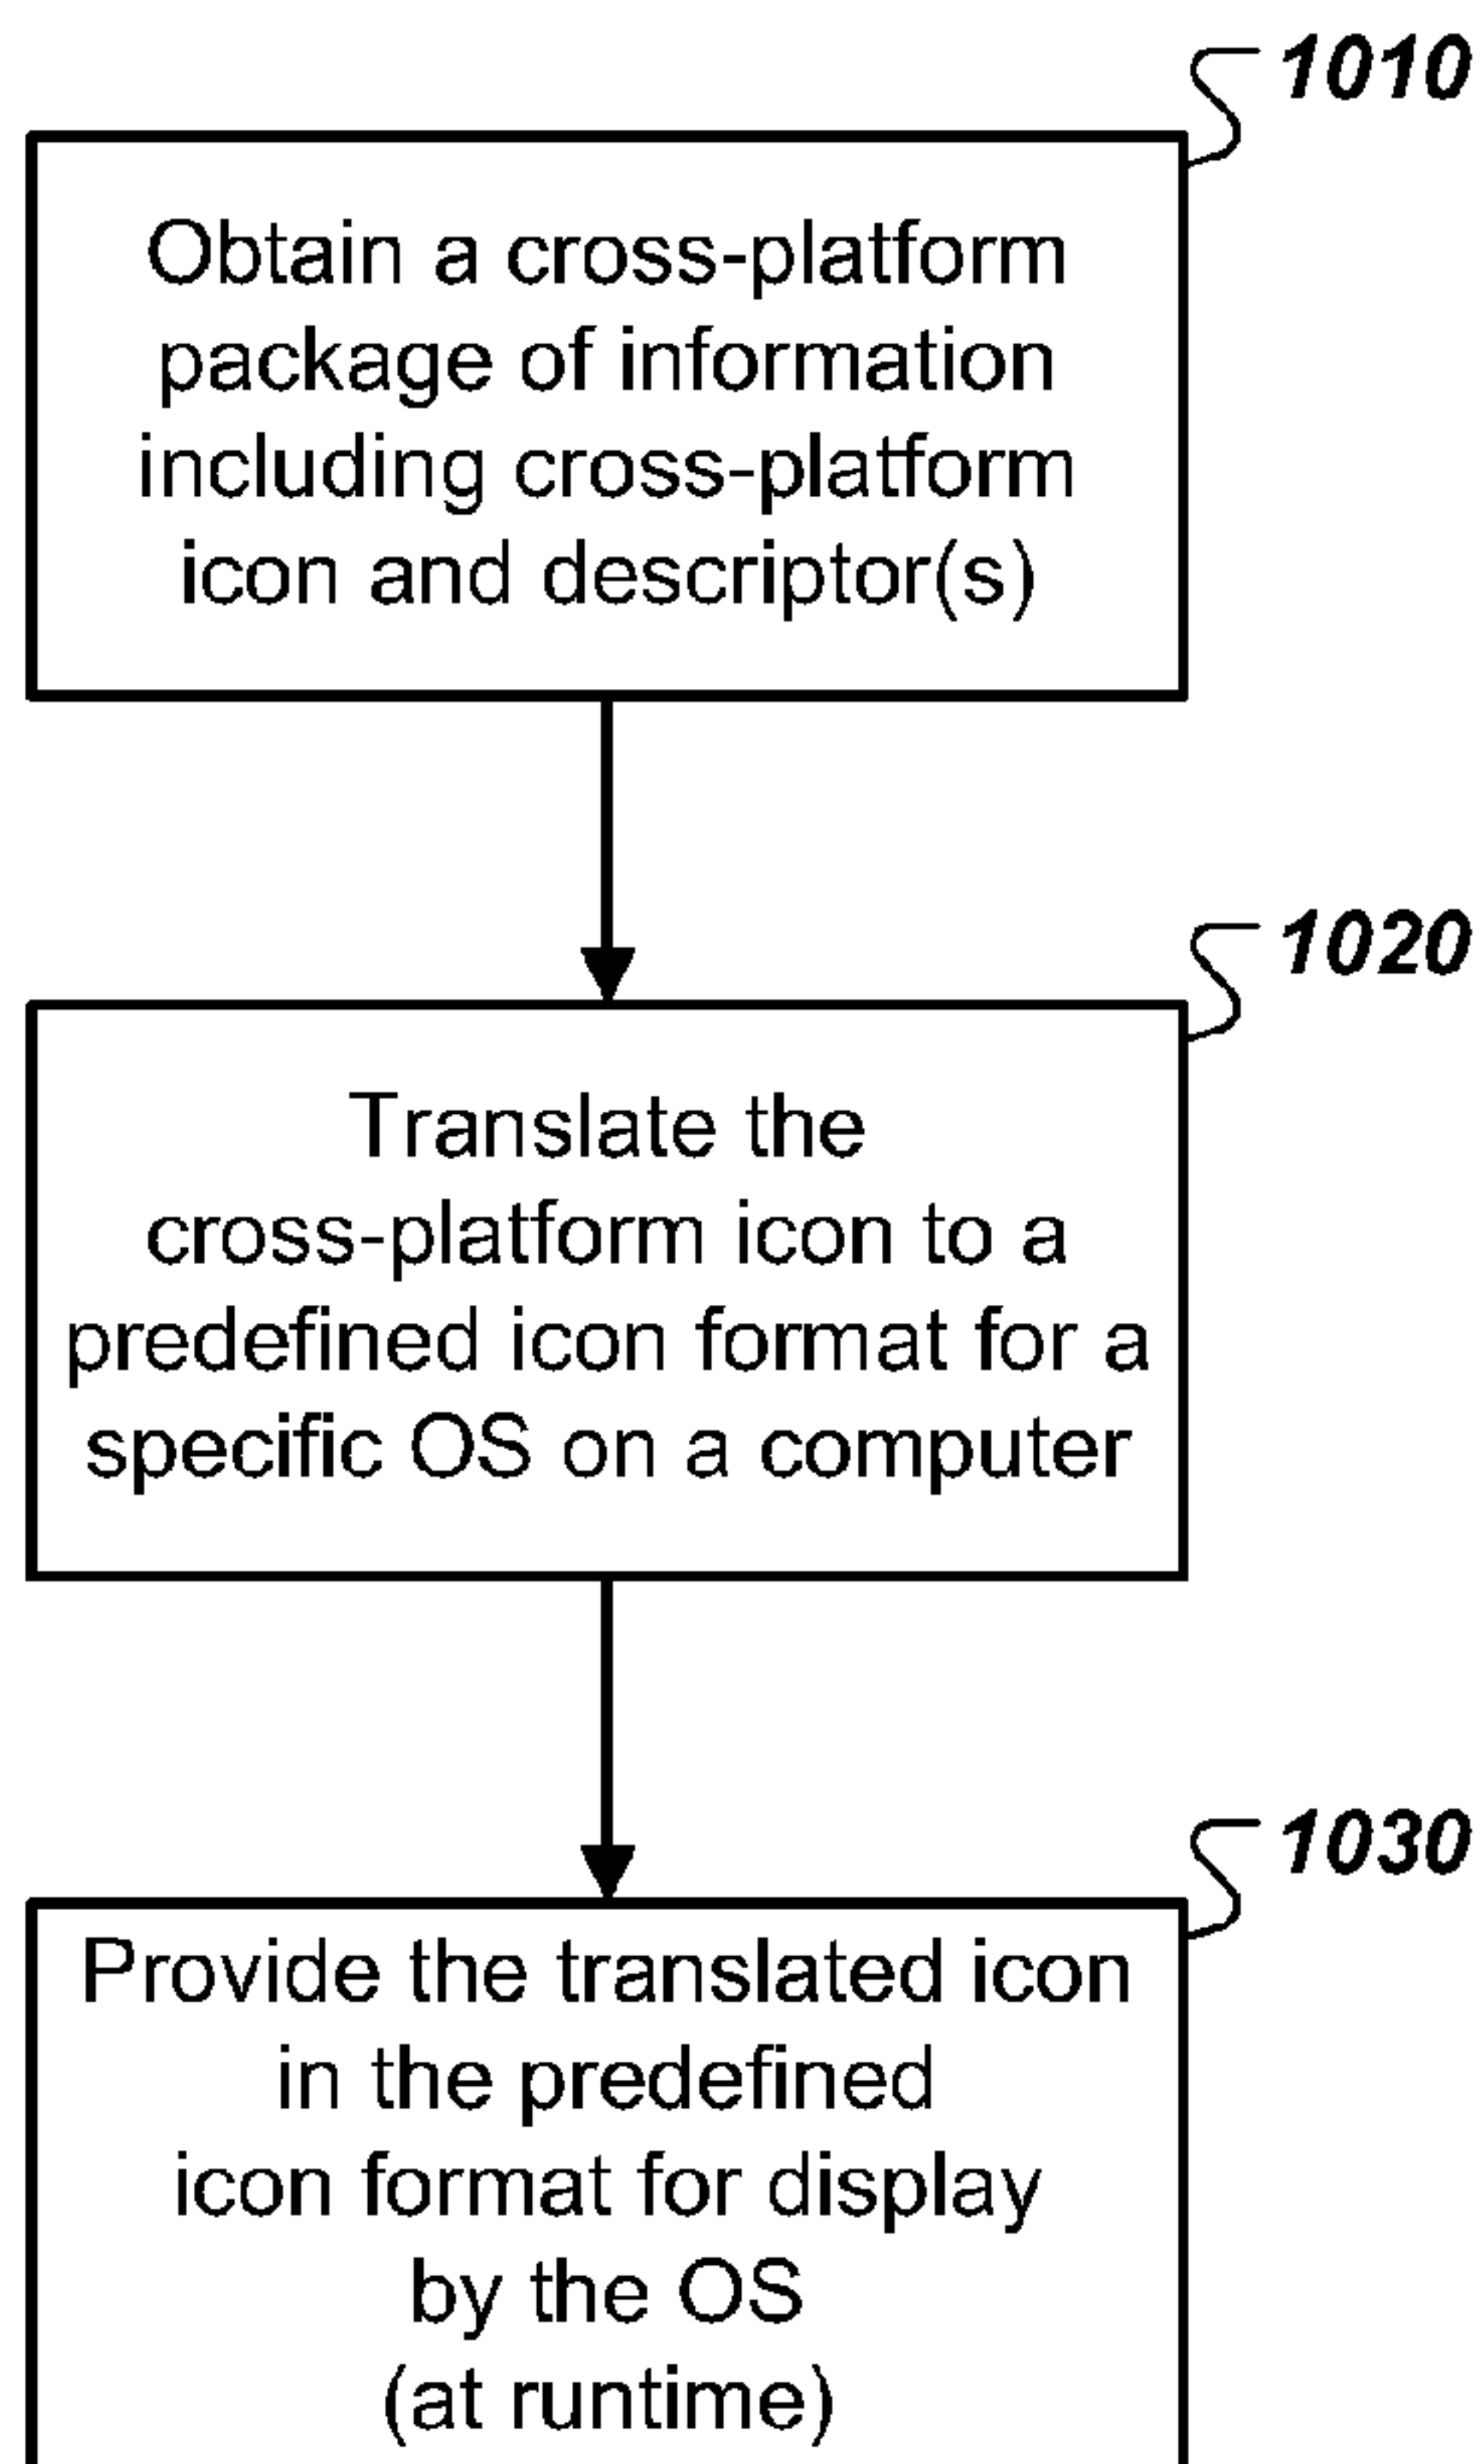 1010
Obtain a cross-platform
package of information
including cross-platform
icon and descriptor(s)
1020
Translate the
cross-platform icon to a
predefined icon format for a
specific OS on a computer
1030
Provide the translated icon
in the predefined
icon format for display
by the OS
(at runtime)